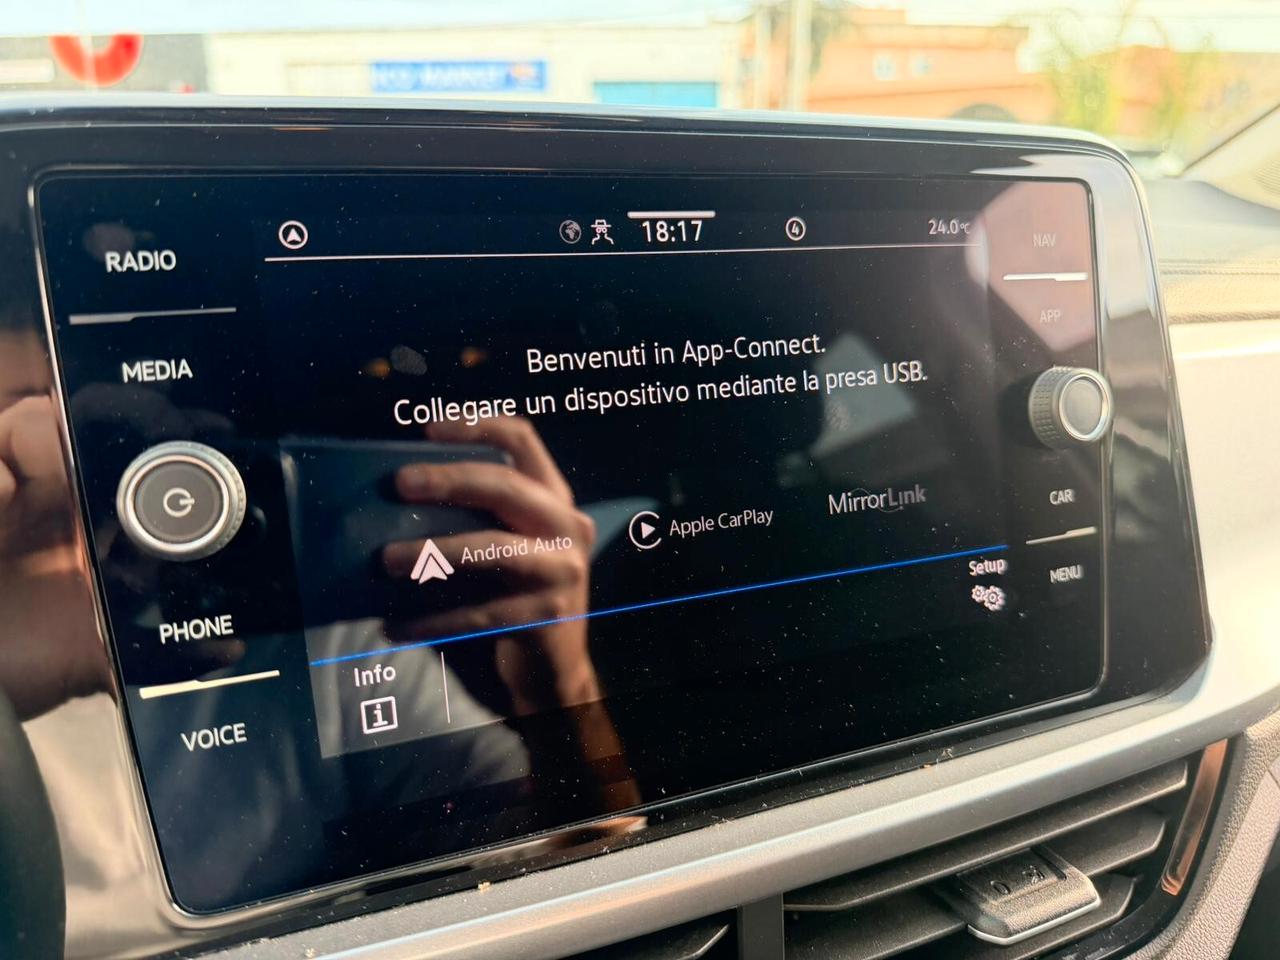 RADIO
MEDIA
PHONE
VOICE
18:17
4
24.0°C
Benvenuti in App-Connect.
Collegare un dispositivo mediante la presa USB.
Android Auto
Apple CarPlay
MirrorLink
Setup
Info
i
NAV
APP
CAR
MENU